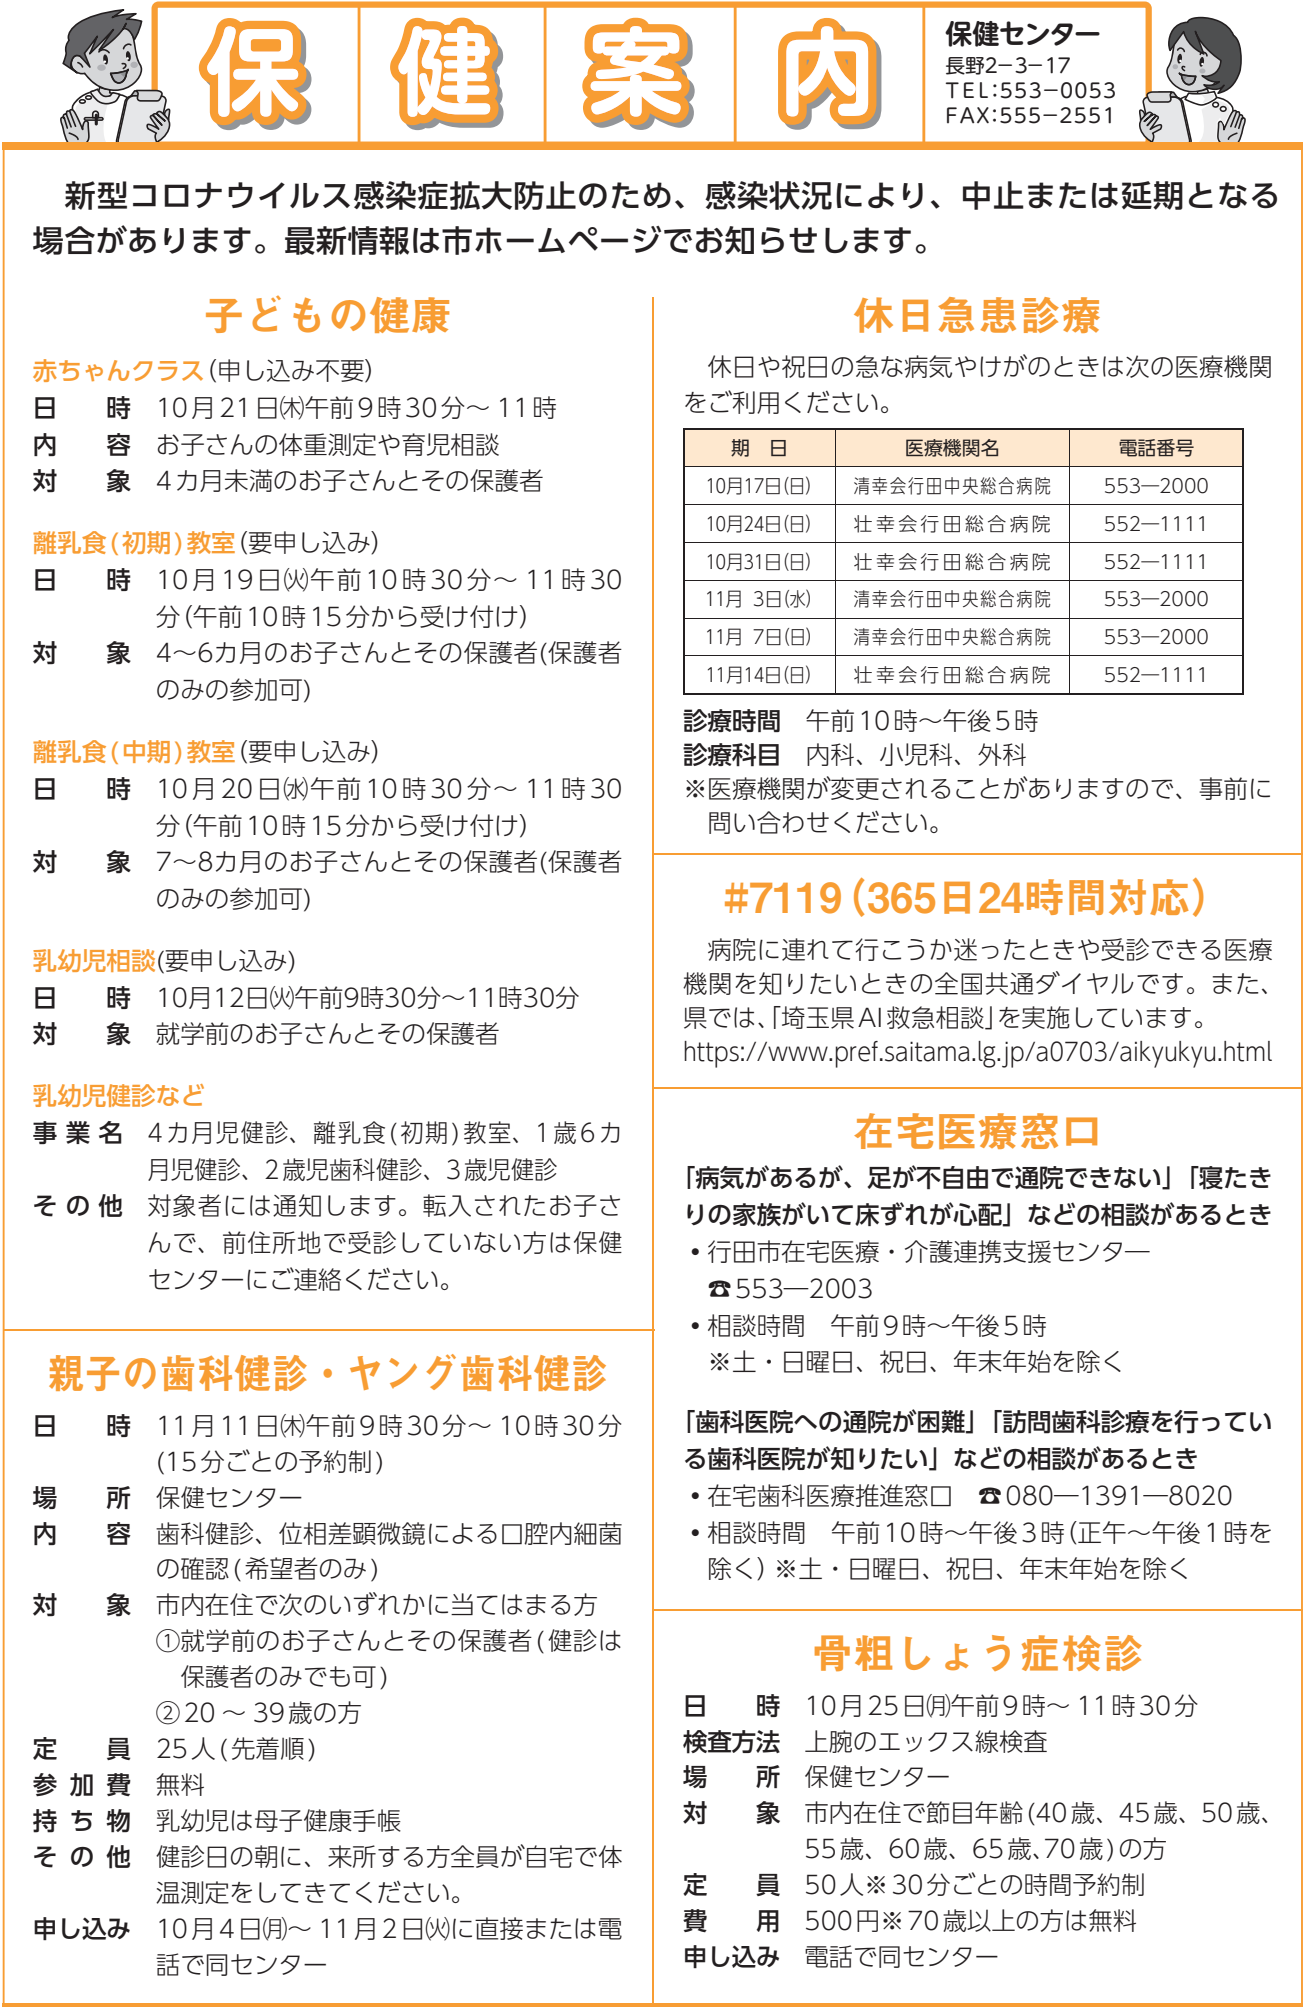 保健案内
保健センター
長野2−3−17
TEL:553−0053
FAX:555−2551
新型コロナウイルス感染症拡大防止のため、感染状況により、中止または延期となる
場合があります。最新情報は市ホームページでお知らせします。
子どもの健康
赤ちゃんクラス(申し込み不要)
日　時　10月21日㈭午前9時30分〜11時
内　容　お子さんの体重測定や育児相談
対　象　4カ月未満のお子さんとその保護者
離乳食(初期)教室(要申し込み)
日　時　10月19日㈫午前10時30分〜11時30
分(午前10時15分から受け付け)
対　象　4〜6カ月のお子さんとその保護者(保護者
のみの参加可)
離乳食(中期)教室(要申し込み)
日　時　10月20日㈬午前10時30分〜11時30
分(午前10時15分から受け付け)
対　象　7〜8カ月のお子さんとその保護者(保護者
のみの参加可)
乳幼児相談(要申し込み)
日　時　10月12日㈫午前9時30分〜11時30分
対　象　就学前のお子さんとその保護者
乳幼児健診など
事業名　4カ月児健診、離乳食(初期)教室、1歳6カ
月児健診、2歳児歯科健診、3歳児健診
その他　対象者には通知します。転入されたお子さ
んで、前住所地で受診していない方は保健
センターにご連絡ください。
親子の歯科健診・ヤング歯科健診
日　時　11月11日㈭午前9時30分〜10時30分
(15分ごとの予約制)
場　所　保健センター
内　容　歯科健診、位相差顕微鏡による口腔内細菌
の確認(希望者のみ)
対　象　市内在住で次のいずれかに当てはまる方
①就学前のお子さんとその保護者(健診は
保護者のみでも可)
②20〜39歳の方
定　員　25人(先着順)
参加費　無料
持ち物　乳幼児は母子健康手帳
その他　健診日の朝に、来所する方全員が自宅で体
温測定をしてきてください。
申し込み　10月4日㈪〜11月2日㈫に直接または電
話で同センター
休日急患診療
休日や祝日の急な病気やけがのときは次の医療機関
をご利用ください。
期　日　医療機関名　電話番号
10月17日(日)　清幸会行田中央総合病院　553―2000
10月24日(日)　壮幸会行田総合病院　552―1111
10月31日(日)　壮幸会行田総合病院　552―1111
11月 3日(水)　清幸会行田中央総合病院　553―2000
11月 7日(日)　清幸会行田中央総合病院　553―2000
11月14日(日)　壮幸会行田総合病院　552―1111
診療時間　午前10時〜午後5時
診療科目　内科、小児科、外科
※医療機関が変更されることがありますので、事前に
問い合わせください。
#7119(365日24時間対応)
病院に連れて行こうか迷ったときや受診できる医療
機関を知りたいときの全国共通ダイヤルです。また、
県では、「埼玉県AI救急相談」を実施しています。
https://www.pref.saitama.lg.jp/a0703/aikyukyu.html
在宅医療窓口
「病気があるが、足が不自由で通院できない」「寝たき
りの家族がいて床ずれが心配」などの相談があるとき
•行田市在宅医療・介護連携支援センター
☎553―2003
•相談時間　午前9時〜午後5時
※土・日曜日、祝日、年末年始を除く
「歯科医院への通院が困難」「訪問歯科診療を行ってい
る歯科医院が知りたい」などの相談があるとき
•在宅歯科医療推進窓口　☎080―1391―8020
•相談時間　午前10時〜午後3時(正午〜午後1時を
除く)※土・日曜日、祝日、年末年始を除く
骨粗しょう症検診
日　時　10月25日㈪午前9時〜11時30分
検査方法　上腕のエックス線検査
場　所　保健センター
対　象　市内在住で節目年齢(40歳、45歳、50歳、
55歳、60歳、65歳、70歳)の方
定　員　50人※30分ごとの時間予約制
費　用　500円※70歳以上の方は無料
申し込み　電話で同センター